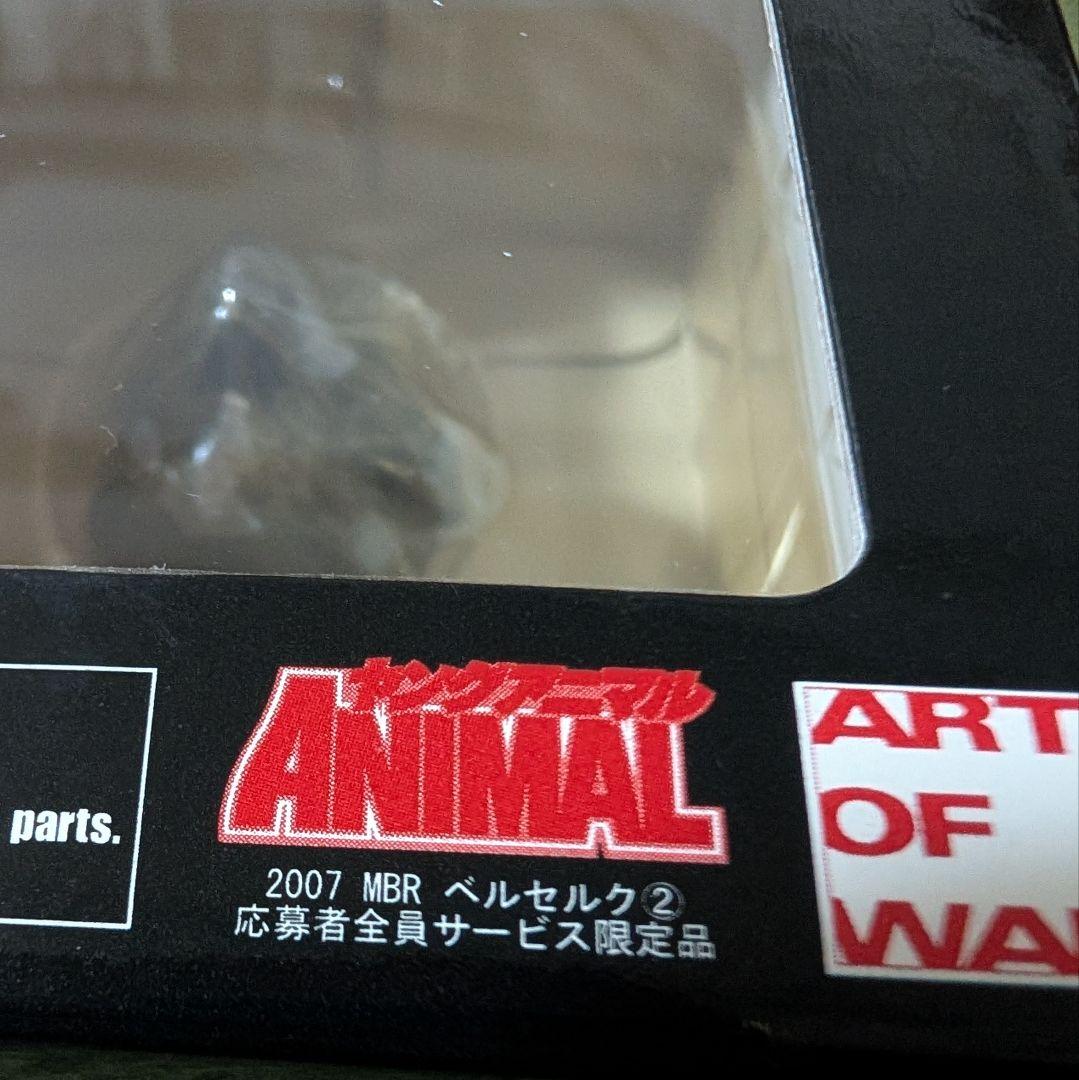 parts.
ヤングアニマル
ANIMAL
2007 MBR ベルセルク②
応募者全員サービス限定品
ART
OF
WA